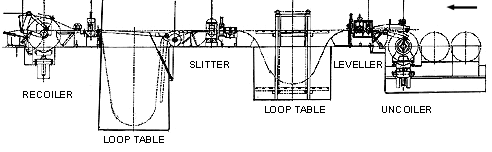 SLITTER
LEVELLER
RECOILER
LOOP TABLE
UNCOILER
LOOP TABLE